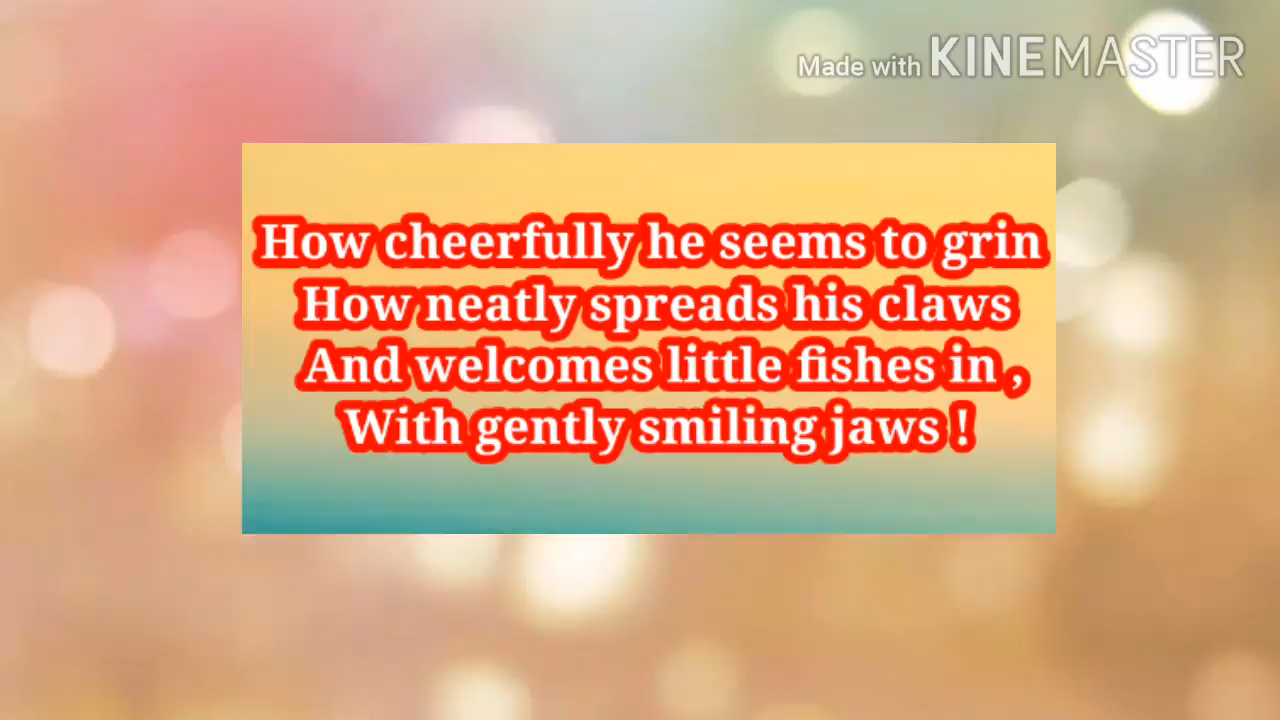 Made with KINEMASTER
How cheerfully he seems to grin
How neatly spreads his claws
And welcomes little fishes in ,
With gently smiling jaws !